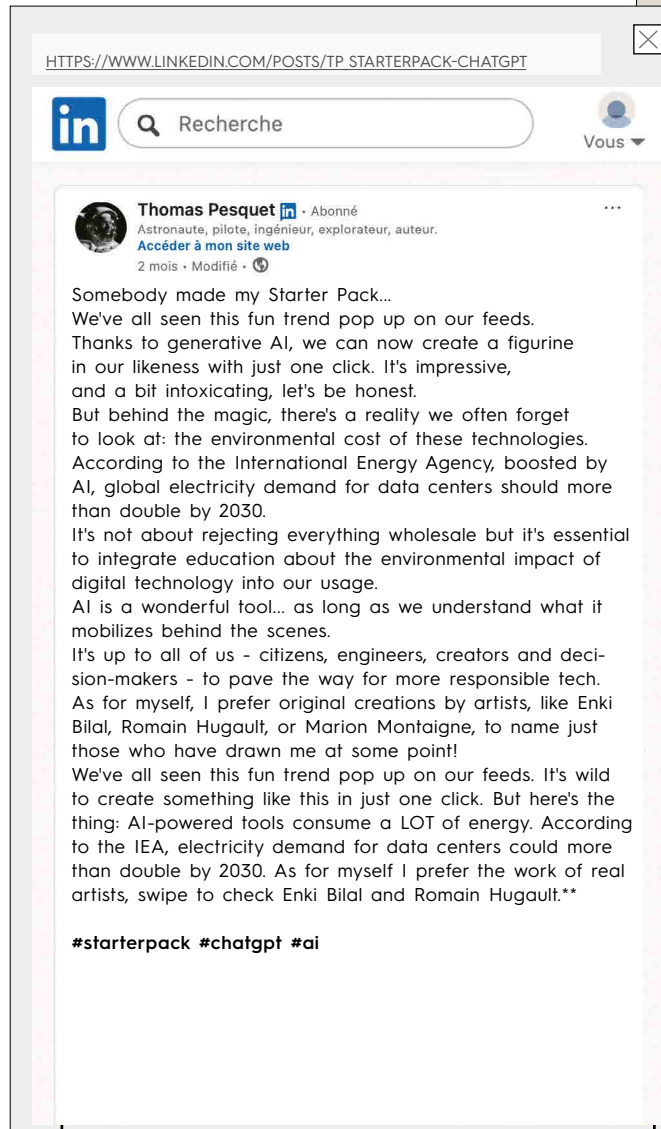 HTTPS://WWW.LINKEDIN.COM/POSTS/TP_STARTERPACK-CHATGPT
in
Recherche
Vous
Thomas Pesquet in • Abonné
Astronaute, pilote, ingénieur, explorateur, auteur.
Accéder à mon site web
2 mois • Modifié •
Somebody made my Starter Pack...
We've all seen this fun trend pop up on our feeds.
Thanks to generative AI, we can now create a figurine
in our likeness with just one click. It's impressive,
and a bit intoxicating, let's be honest.
But behind the magic, there's a reality we often forget
to look at: the environmental cost of these technologies.
According to the International Energy Agency, boosted by
AI, global electricity demand for data centers should more
than double by 2030.
It's not about rejecting everything wholesale but it's essential
to integrate education about the environmental impact of
digital technology into our usage.
AI is a wonderful tool... as long as we understand what it
mobilizes behind the scenes.
It's up to all of us - citizens, engineers, creators and deci-
sion-makers - to pave the way for more responsible tech.
As for myself, I prefer original creations by artists, like Enki
Bilal, Romain Hugault, or Marion Montaigne, to name just
those who have drawn me at some point!
We've all seen this fun trend pop up on our feeds. It's wild
to create something like this in just one click. But here's the
thing: AI-powered tools consume a LOT of energy. According
to the IEA, electricity demand for data centers could more
than double by 2030. As for myself I prefer the work of real
artists, swipe to check Enki Bilal and Romain Hugault.**
#starterpack #chatgpt #ai